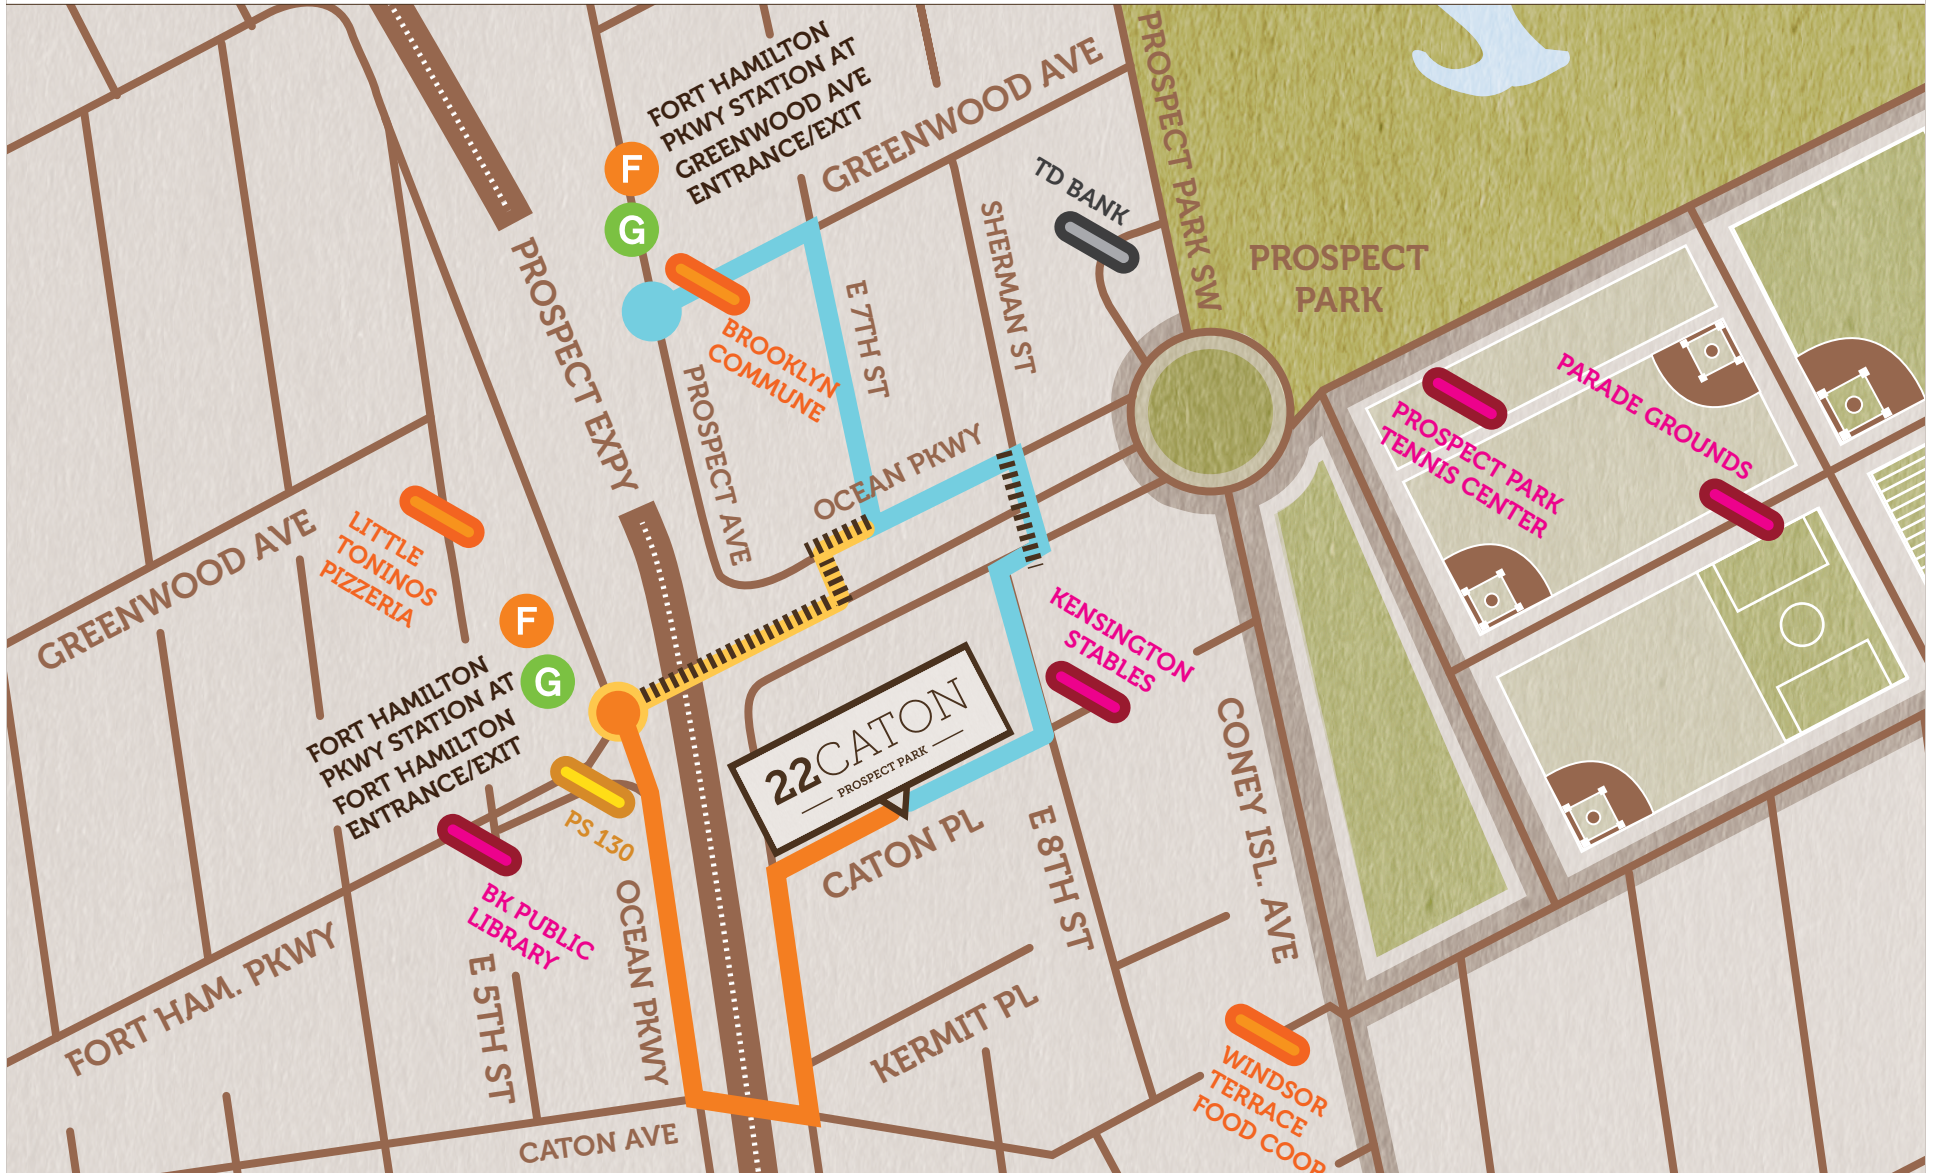 FORT HAMILTON
PKWY STATION AT
GREENWOOD AVE
ENTRANCE/EXIT
F
G
GREENWOOD AVE
PROSPECT PARK SW
TD BANK
SHERMAN ST
PROSPECT
PARK
E 7TH ST
BROOKLYN
COMMUNE
PROSPECT EXPY
PROSPECT AVE
OCEAN PKWY
PARADE GROUNDS
PROSPECT PARK
TENNIS CENTER
GREENWOOD AVE
LITTLE
TONINOS
PIZZERIA
F
G
FORT HAMILTON
PKWY STATION AT
FORT HAMILTON
ENTRANCE/EXIT
KENSINGTON
STABLES
22CATON
PROSPECT PARK
PS 130
CATON PL
CONEY ISL. AVE
E 8TH ST
BK PUBLIC
LIBRARY
OCEAN PKWY
FORT HAM. PKWY
E 5TH ST
KERMIT PL
CATON AVE
WINDSOR
TERRACE
FOOD COOP